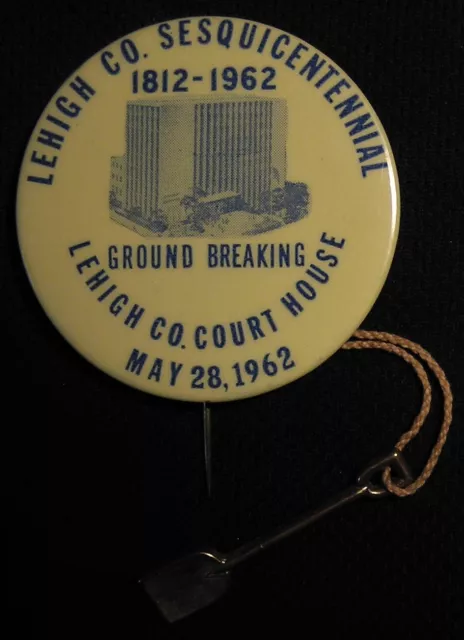 LEHIGH CO. SESQUICENTENNIAL
1812-1962
GROUND BREAKING
LEHIGH CO. COURT HOUSE
MAY 28, 1962